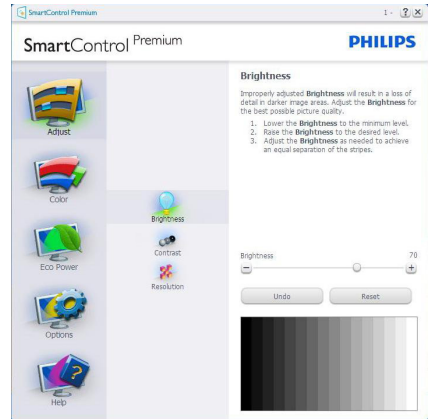 SmartControl Premium
1 - ? ×
SmartControl Premium
PHILIPS
Adjust
Color
Eco Power
Options
Help
Brightness
Contrast
Resolution
Brightness
Improperly adjusted Brightness will result in a loss of
detail in darker image areas. Adjust the Brightness for
the best possible picture quality.
1. Lower the Brightness to the minimum level.
2. Raise the Brightness to the desired level.
3. Adjust the Brightness as needed to achieve
an equal separation of the stripes.
Brightness 70
− +
Undo Reset